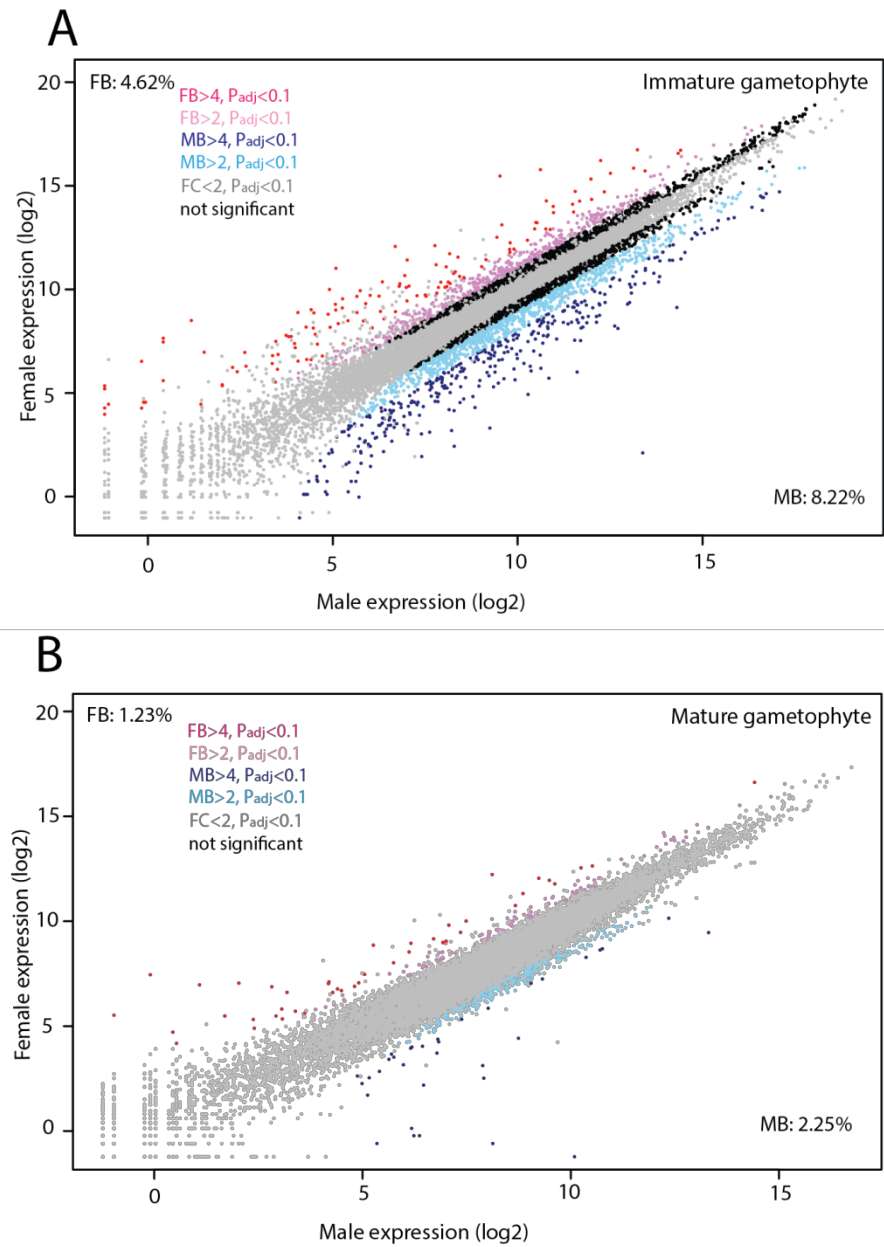 A
FB: 4.62%
Immature gametophyte
FB>4, Padj<0.1
FB>2, Padj<0.1
MB>4, Padj<0.1
MB>2, Padj<0.1
FC<2, Padj<0.1
not significant
20
15
10
5
0
Female expression (log2)
MB: 8.22%
0 5 10 15
Male expression (log2)
B
FB: 1.23%
Mature gametophyte
FB>4, Padj<0.1
FB>2, Padj<0.1
MB>4, Padj<0.1
MB>2, Padj<0.1
FC<2, Padj<0.1
not significant
20
15
10
5
0
Female expression (log2)
MB: 2.25%
0 5 10 15
Male expression (log2)